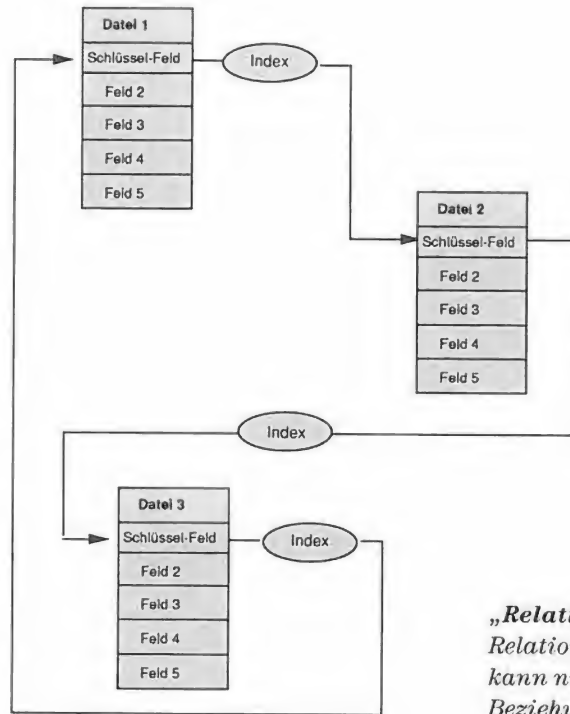 Datei 1
Schlüssel-Feld
Index
Feld 2
Feld 3
Feld 4
Feld 5
Datei 2
Schlüssel-Feld
Feld 2
Feld 3
Feld 4
Feld 5
Index
Datei 3
Schlüssel-Feld
Index
Feld 2
Feld 3
Feld 4
Feld 5
„Relati
Relatio
kann n
Beziehu